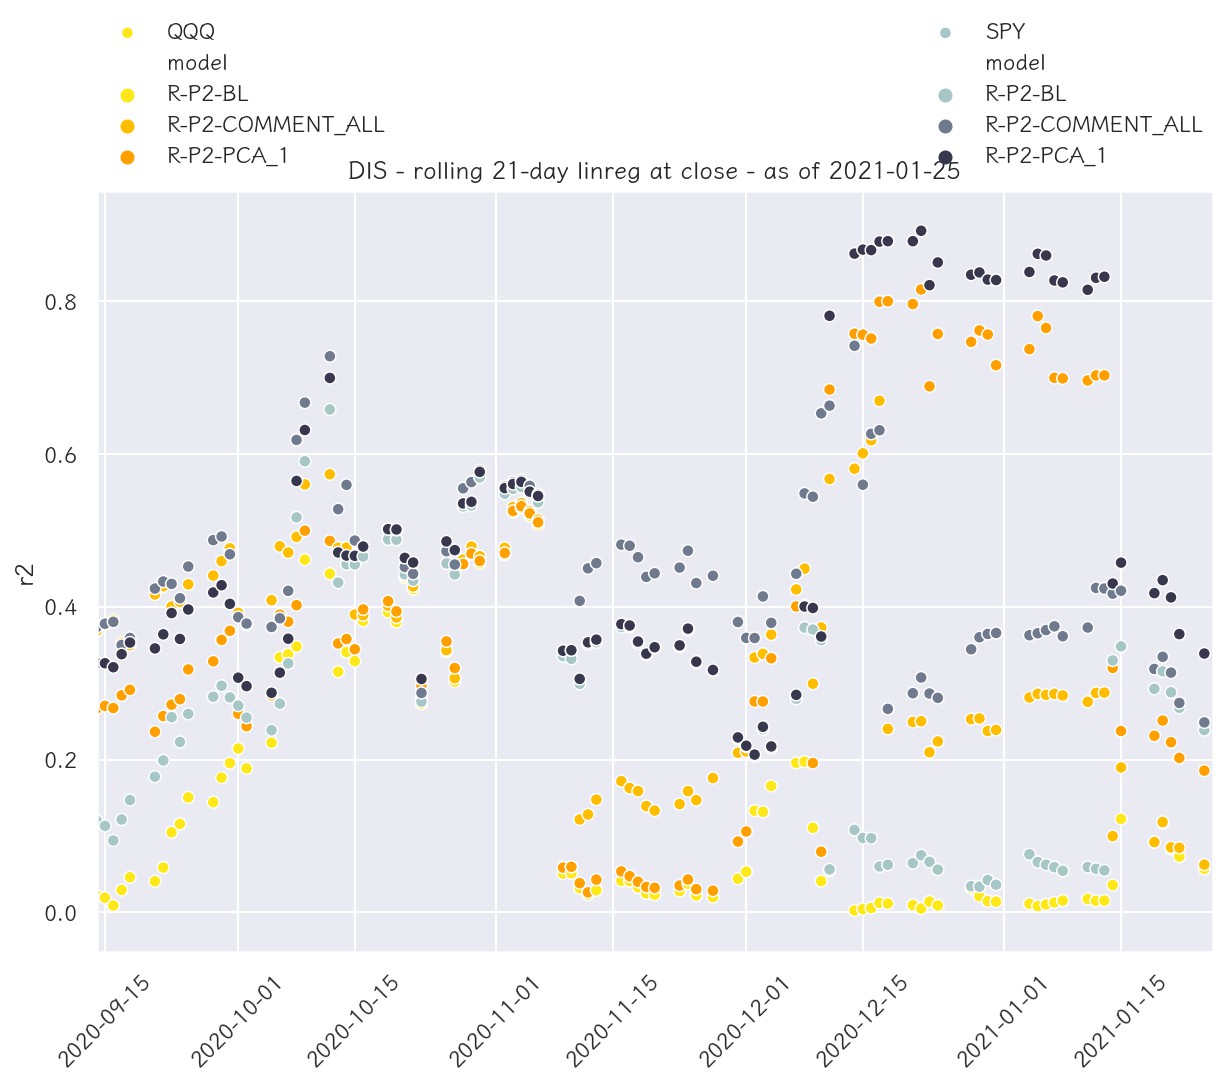 QQQ
model
R-P2-BL
R-P2-COMMENT_ALL
R-P2-PCA_1
SPY
model
R-P2-BL
R-P2-COMMENT_ALL
R-P2-PCA_1
DIS - rolling 21-day linreg at close - as of 2021-01-25
r2
0.8
0.6
0.4
0.2
0.0
2020-09-15
2020-10-01
2020-10-15
2020-11-01
2020-11-15
2020-12-01
2020-12-15
2021-01-01
2021-01-15